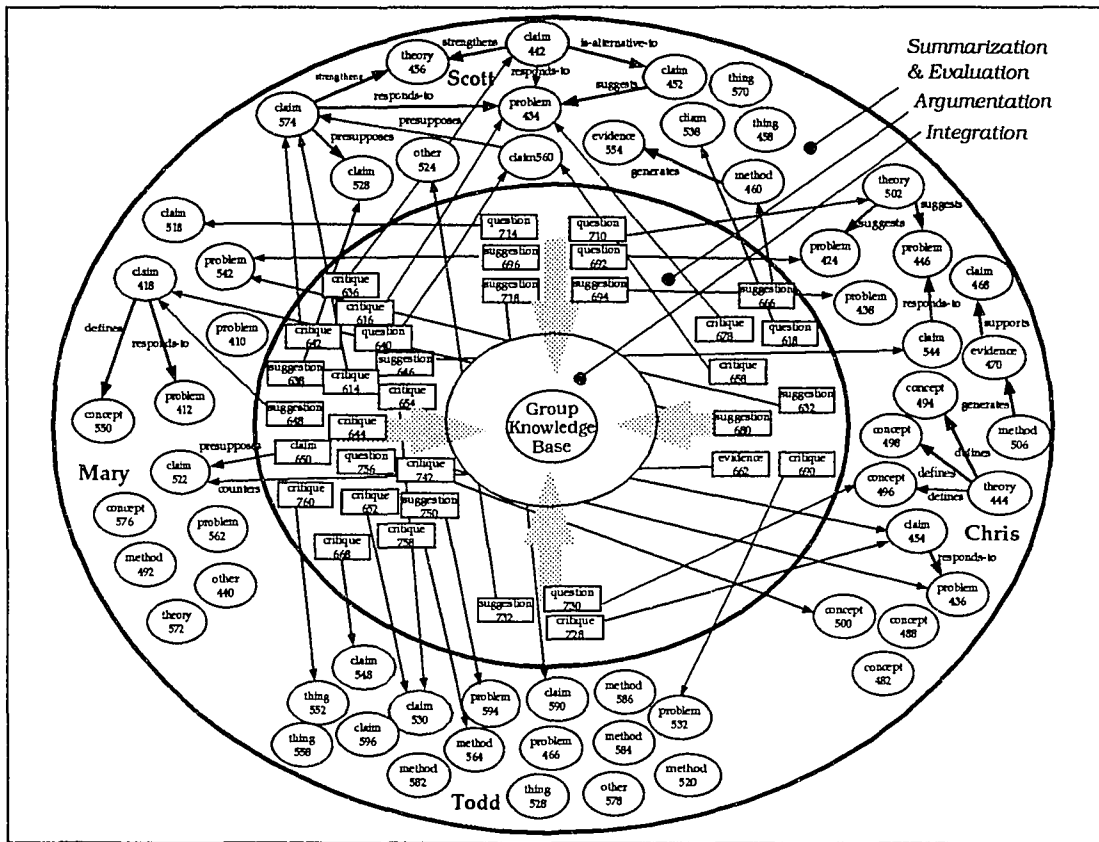 Summarization
& Evaluation
Argumentation
Integration
claim
442
strengthens
is-alternative-to
theory
456
Scott
responds-to
claim
452
thing
570
strengthens
suggests
claim
574
responds-to
problem
434
claim
538
thing
458
presupposes
presupposes
evidence
554
other
524
claim560
claim
528
generates
method
460
theory
502
suggests
suggests
claim
518
question
714
question
710
problem
424
problem
446
problem
542
suggestion
696
question
692
claim
468
claim
418
suggestion
718
suggestion
694
suggestion
666
problem
438
critique
636
critique
616
critique
678
question
618
responds-to
supports
defines
responds-to
problem
410
critique
642
question
640
claim
544
evidence
470
suggestion
646
critique
658
suggestion
638
critique
614
critique
654
suggestion
632
concept
494
generates
concept
550
problem
412
suggestion
648
Group
Knowledge
Base
suggestion
680
concept
498
method
506
critique
644
defines
Mary
presupposes
claim
650
question
756
critique
742
evidence
662
critique
690
defines
defines
claim
522
counters
concept
496
theory
444
critique
760
critique
652
suggestion
750
concept
576
problem
562
critique
758
claim
454
Chris
method
492
critique
668
responds-to
other
440
problem
436
theory
572
suggestion
732
question
730
critique
728
concept
500
concept
488
claim
548
concept
482
thing
552
claim
530
problem
594
claim
590
method
586
problem
532
thing
558
claim
596
method
564
problem
466
method
584
method
582
method
520
Todd
thing
528
other
578